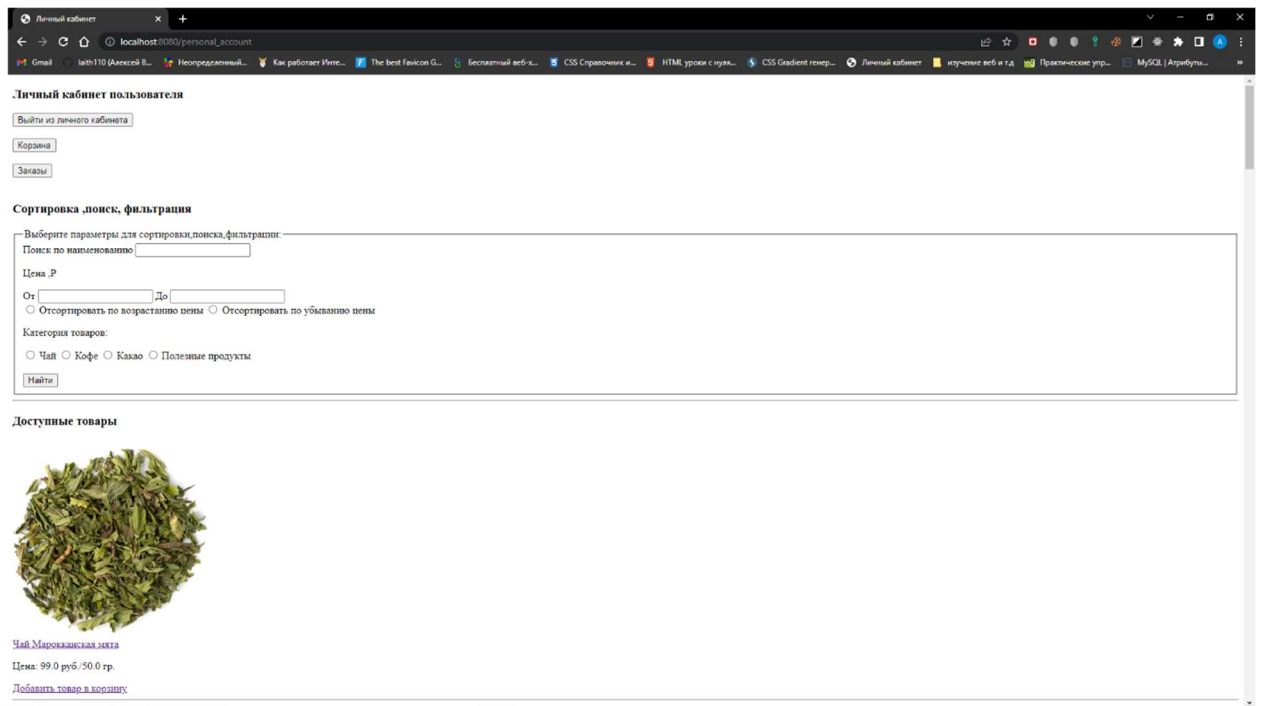 Личный кабинет
localhost:8080/personal_account
Gmail laith110 (Алексей В... Неопределенный... Как работает Инте... The best Favicon G... Бесплатный веб-х... CSS Справочник и... HTML уроки с нуля... CSS Gradient генер... Личный кабинет изучение веб и т.д Практические упр... MySQL | Атрибуты... »
Личный кабинет пользователя
Выйти из личного кабинета
Корзина
Заказы
Сортировка ,поиск, фильтрация
Выберите параметры для сортировки,поиска,фильтрации:
Поиск по наименованию
Цена ,Р
От До
Отсортировать по возрастанию цены Отсортировать по убыванию цены
Категория товаров:
Чай Кофе Какао Полезные продукты
Найти
Доступные товары
Чай Марокканская мята
Цена: 99.0 руб./50.0 гр.
Добавить товар в корзину